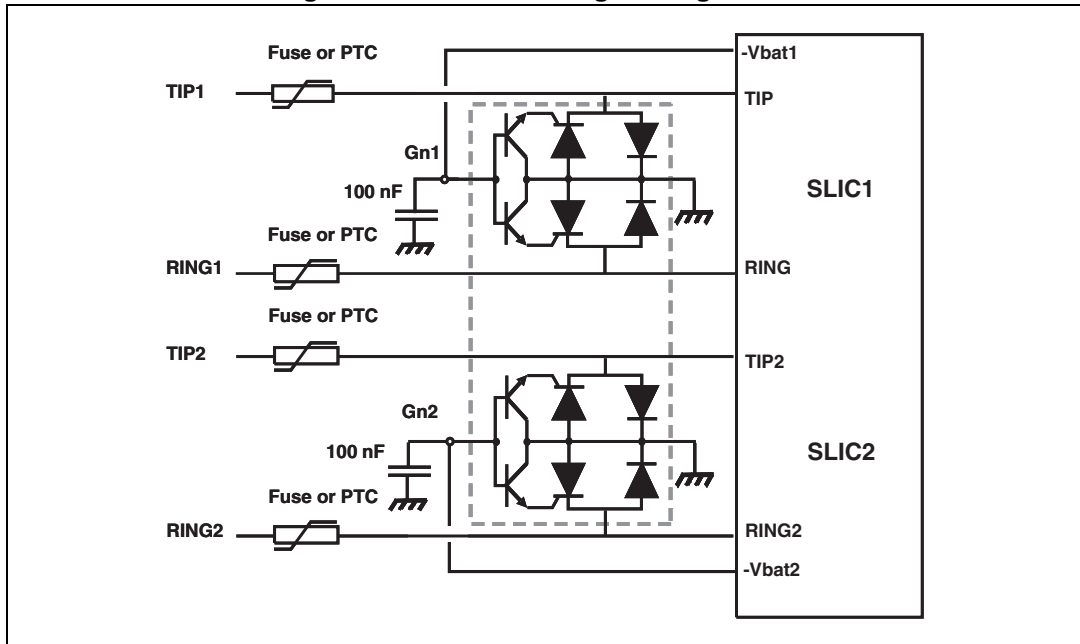 Fuse or PTC
-Vbat1
TIP1
TIP
Gn1
100 nF
SLIC1
Fuse or PTC
RING1
RING
Fuse or PTC
TIP2
TIP2
Gn2
100 nF
SLIC2
Fuse or PTC
RING2
RING2
-Vbat2